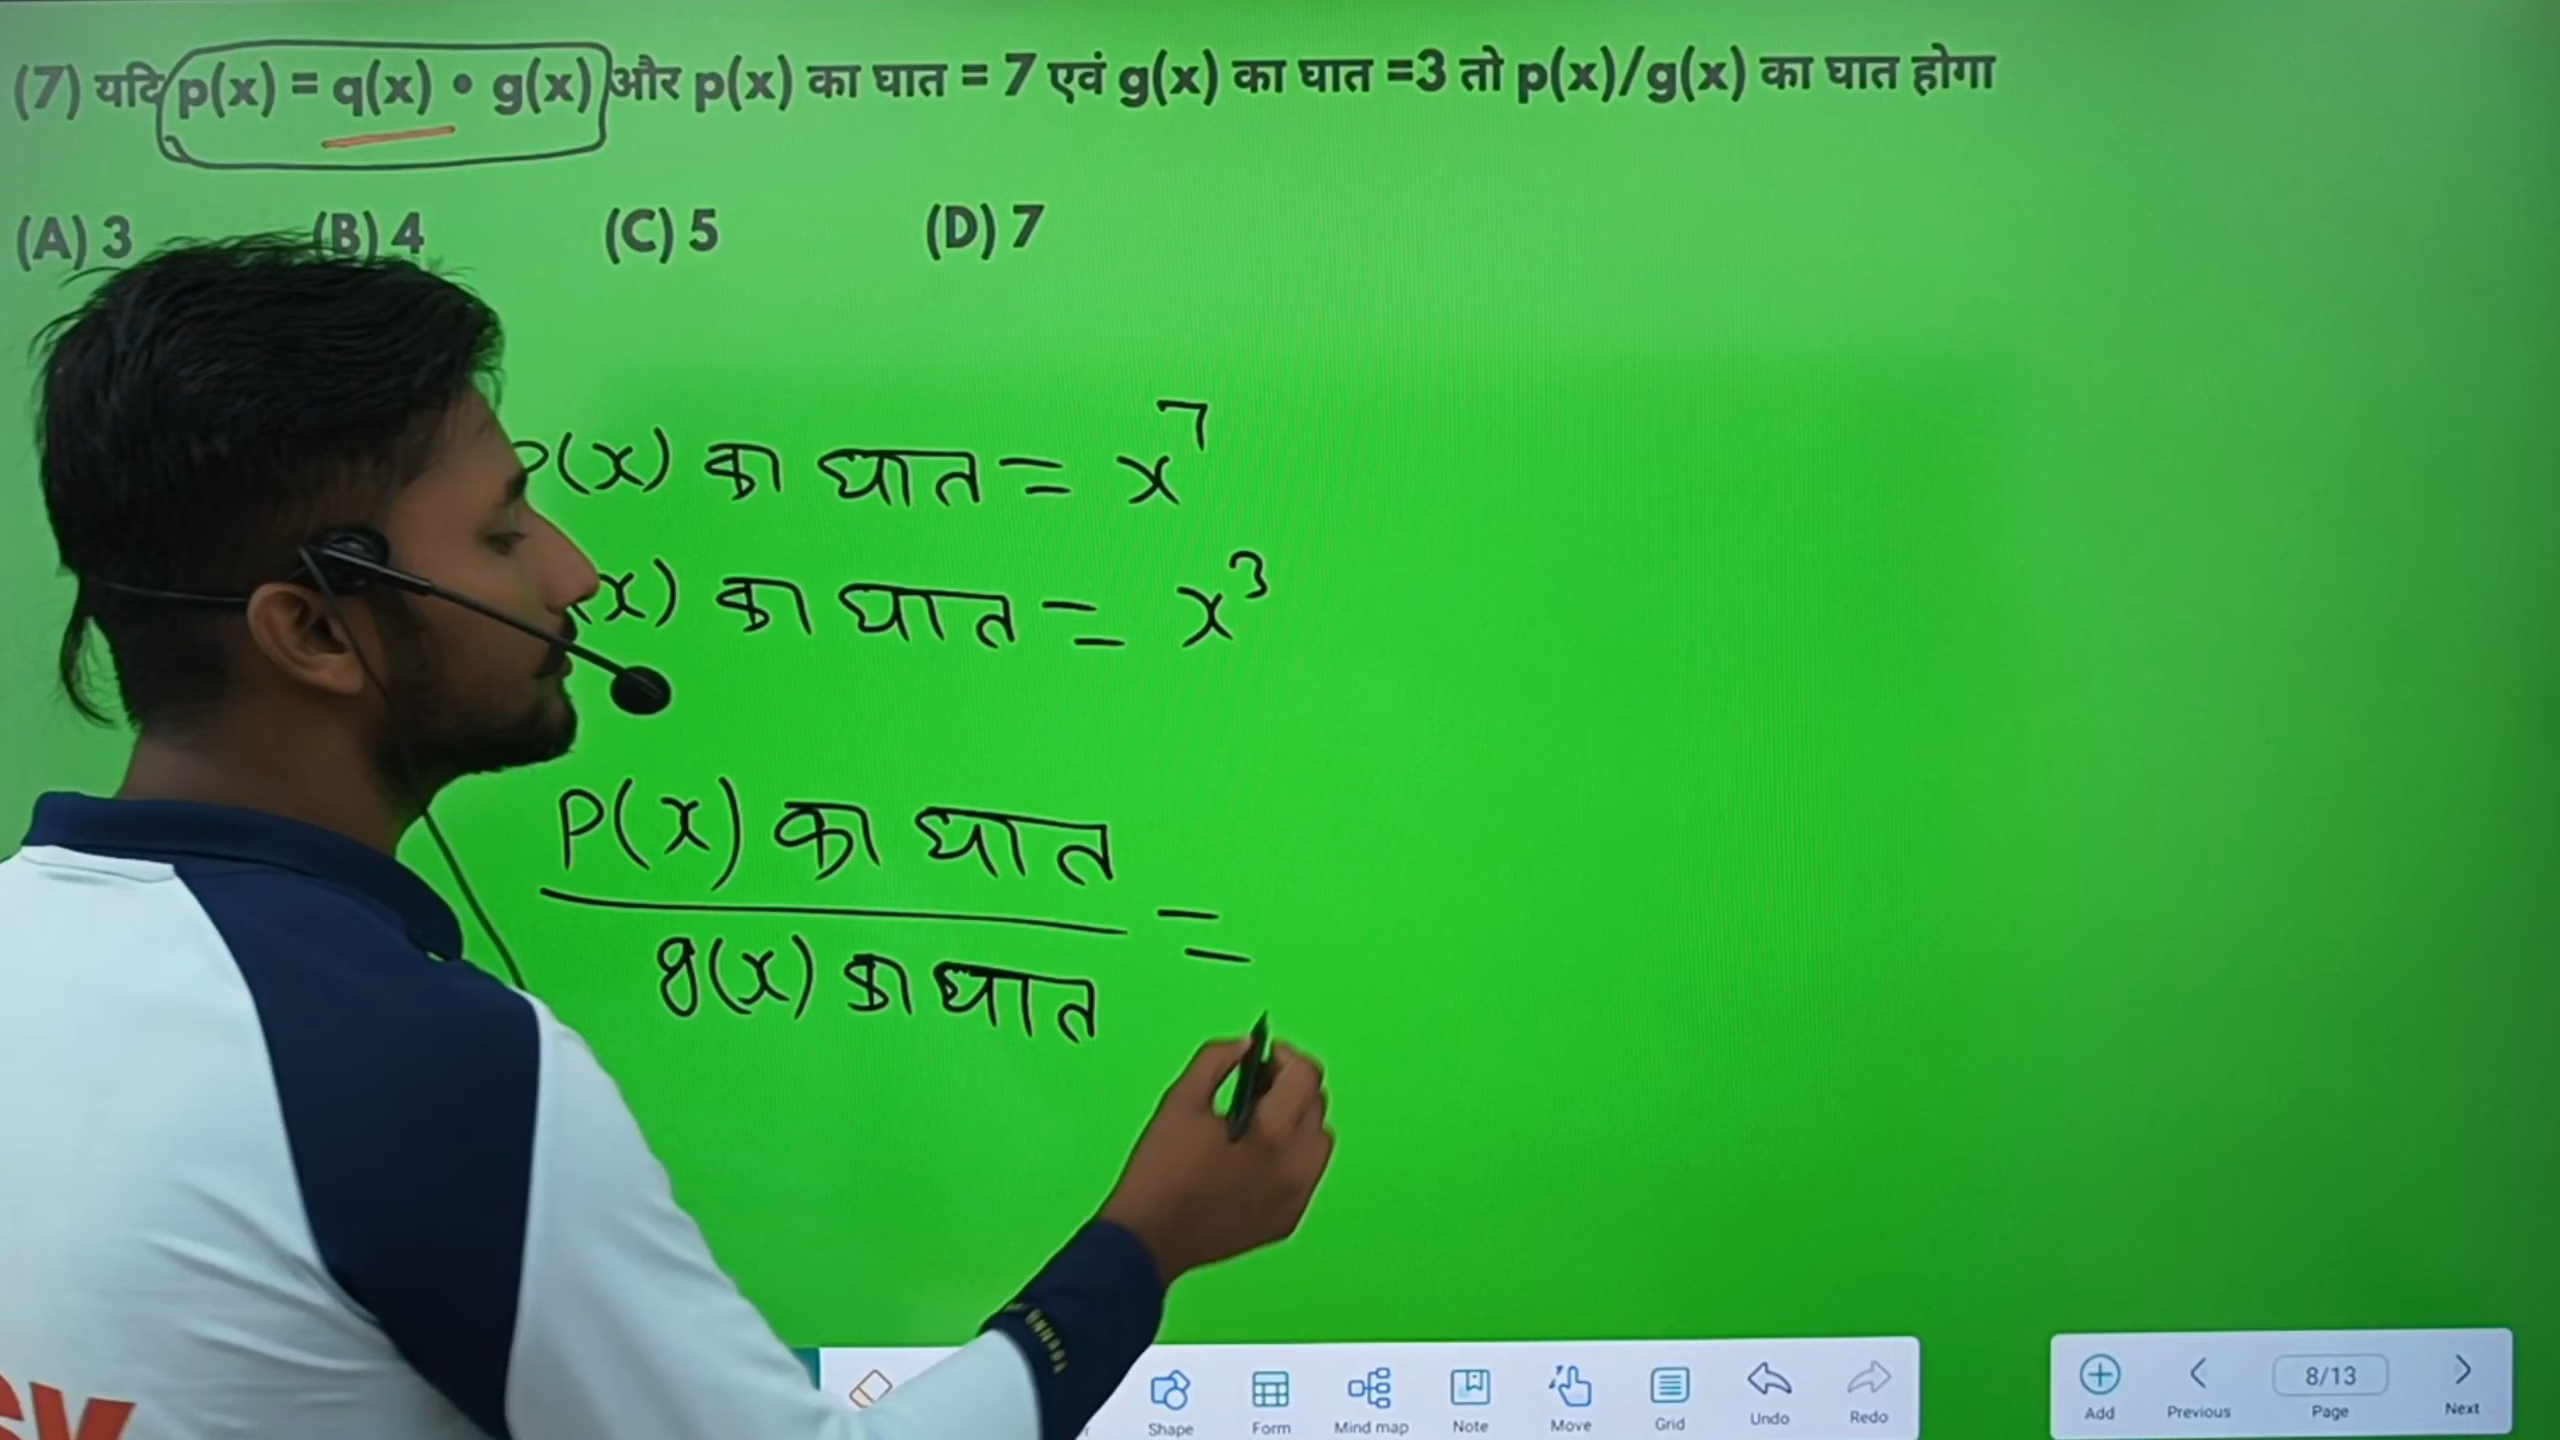 (7) यदि p(x) = q(x) • g(x) और p(x) का घात = 7 एवं g(x) का घात =3 तो p(x)/g(x) का घात होगा
(A) 3 (B) 4 (C) 5 (D) 7
(x) का घात = x⁷
(x) का घात = x³
P(x) का घात
=
g(x) का घात
Shape Form Mind map Note Move Grid Undo Redo
Add Previous 8/13 Page Next